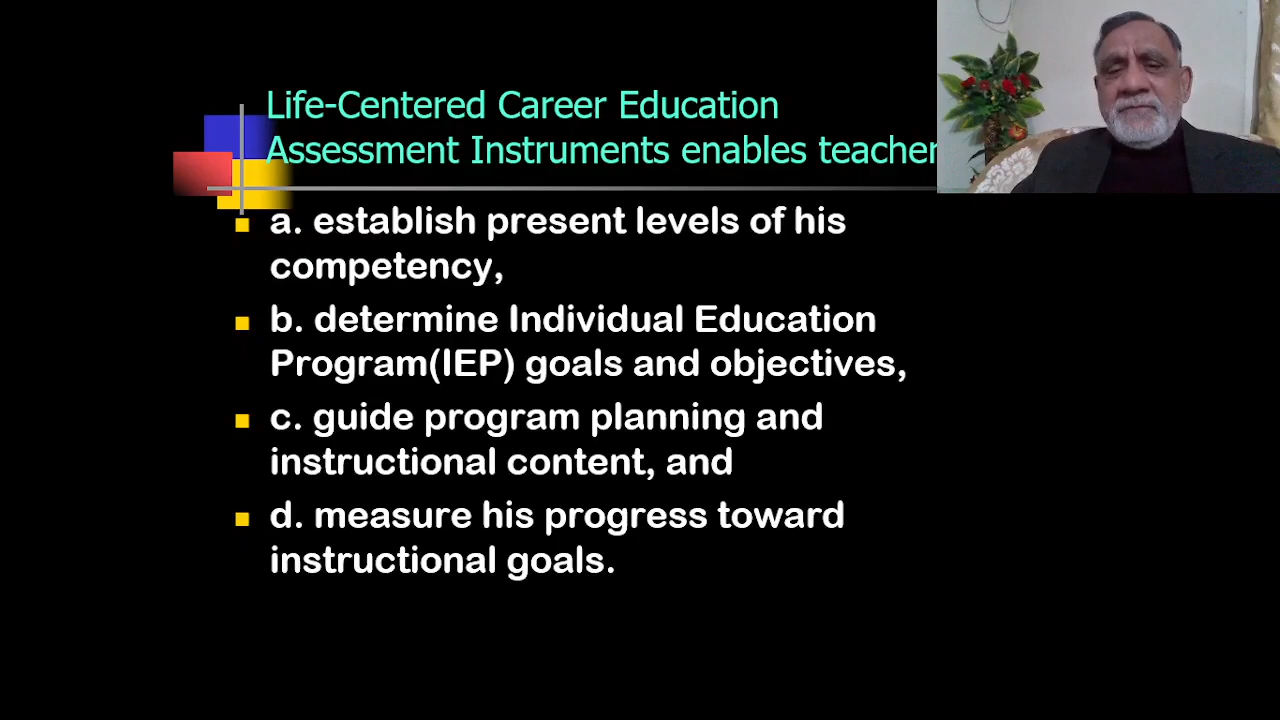 Life-Centered Career Education
Assessment Instruments enables teacher
a. establish present levels of his
competency,
b. determine Individual Education
Program(IEP) goals and objectives,
c. guide program planning and
instructional content, and
d. measure his progress toward
instructional goals.